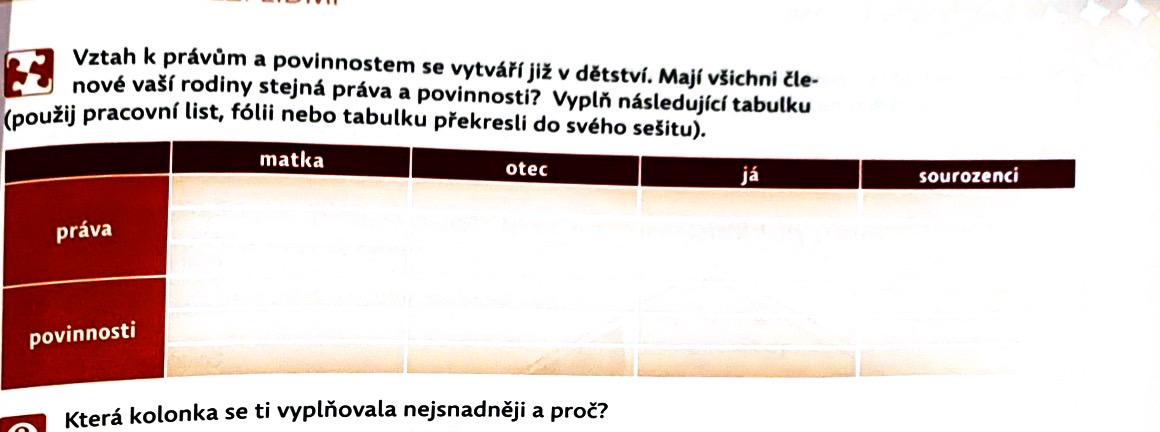 Vztah k právům a povinnostem se vytváří již v dětství. Mají všichni čle-
nové vaší rodiny stejná práva a povinnosti? Vyplň následující tabulku
(použij pracovní list, fólii nebo tabulku překresli do svého sešitu).
matka otec já sourozenci
práva
povinnosti
Která kolonka se ti vyplňovala nejsnadněji a proč?